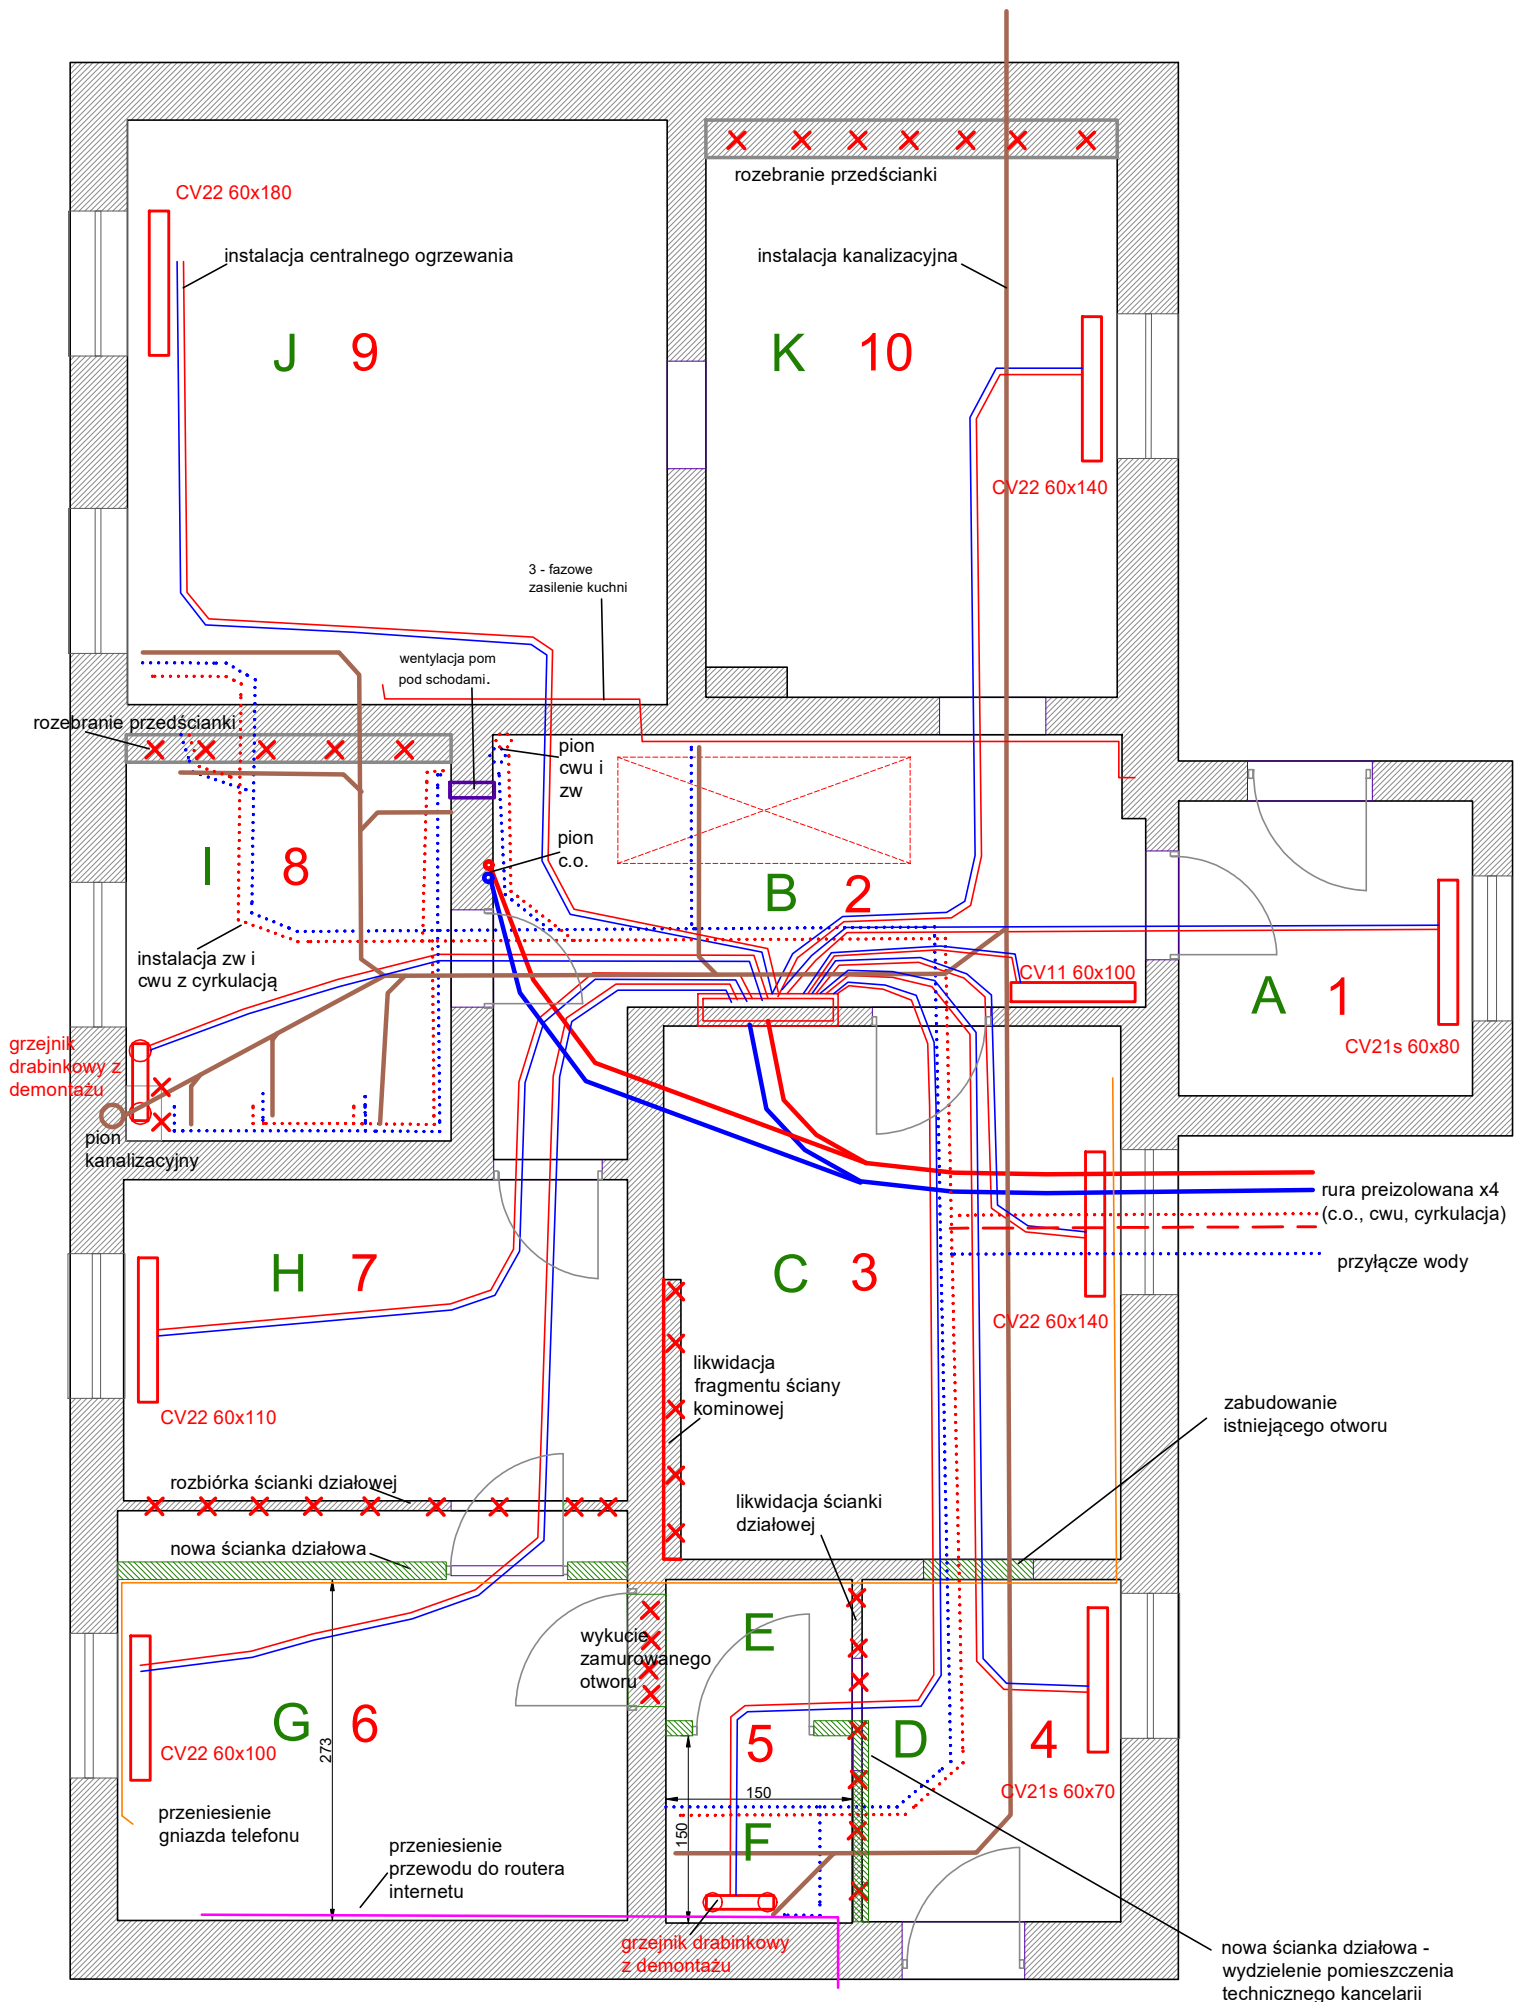 CV22 60x180
rozebranie przedścianki
instalacja centralnego ogrzewania
instalacja kanalizacyjna
J 9
K 10
CV22 60x140
3 - fazowe
zasilenie kuchni
wentylacja pom
pod schodami.
rozebranie przedścianki
pion
cwu i
zw
pion
c.o.
I 8
B 2
instalacja zw i
cwu z cyrkulacją
CV11 60x100
A 1
CV21s 60x80
grzejnik
drabinkowy z
demontażu
pion
kanalizacyjny
rura preizolowana x4
(c.o., cwu, cyrkulacja)
przyłącze wody
H 7
C 3
CV22 60x140
likwidacja
fragmentu ściany
kominowej
CV22 60x110
zabudowanie
istniejącego otworu
rozbiórka ścianki działowej
likwidacja ścianki
działowej
nowa ścianka działowa
E
wykucie
zamurowanego
otworu
G 6
273
5
D 4
CV22 60x100
CV21s 60x70
150
150
F
przeniesienie
gniazda telefonu
przeniesienie
przewodu do routera
internetu
grzejnik drabinkowy
z demontażu
nowa ścianka działowa -
wydzielenie pomieszczenia
technicznego kancelarii